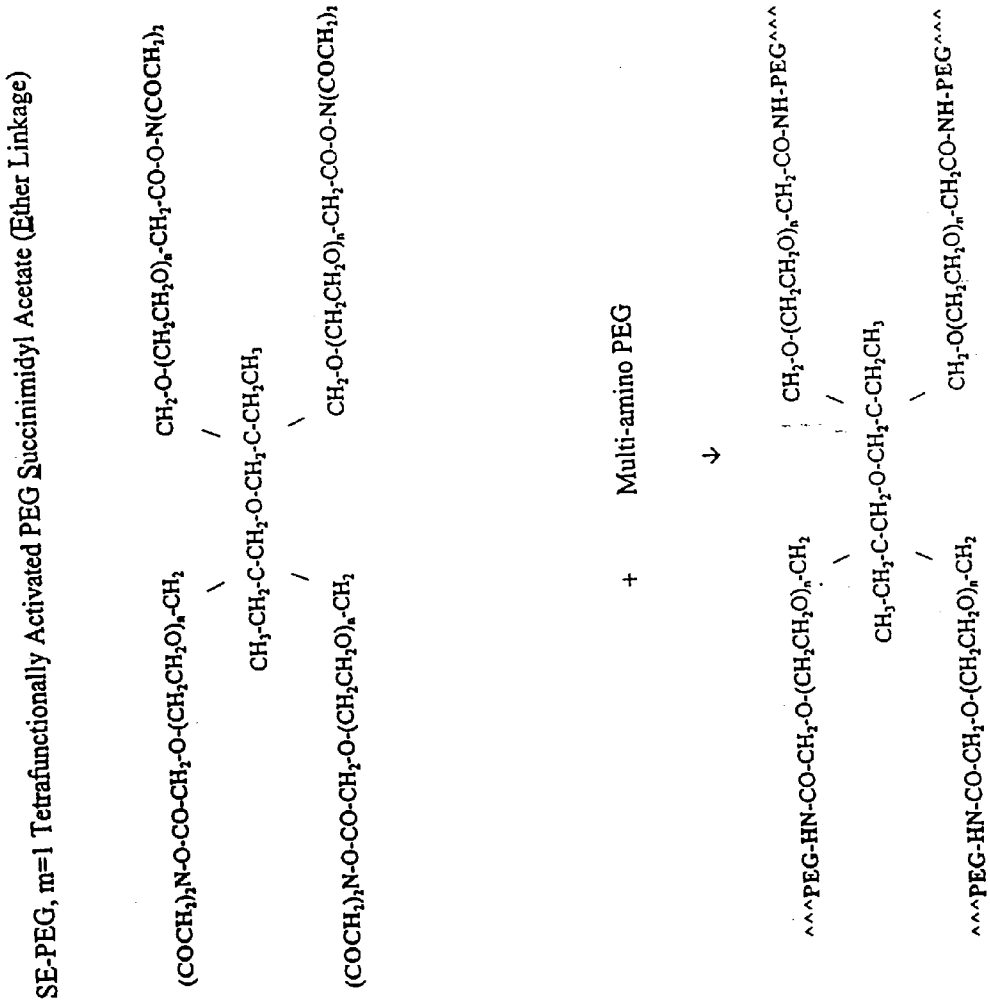 SE-PEG, m=1 Tetrafunctionally Activated PEG Succinimidyl Acetate (Ether Linkage)
(COCH₂)₂N-O-CO-CH₂-O-(CH₂CH₂O)ₙ-CH₂ CH₂-O-(CH₂CH₂O)ₙ-CH₂-CO-O-N(COCH₂)₂
CH₃-CH₂-C-CH₂-O-CH₂-C-CH₂CH₃
(COCH₂)₂N-O-CO-CH₂-O-(CH₂CH₂O)ₙ-CH₂ CH₂-O-(CH₂CH₂O)ₙ-CH₂-CO-O-N(COCH₂)₂
+ Multi-amino PEG
↓
^^^PEG-HN-CO-CH₂-O-(CH₂CH₂O)ₙ-CH₂ CH₂-O-(CH₂CH₂O)ₙ-CH₂-CO-NH-PEG^^^
CH₃-CH₂-C-CH₂-O-CH₂-C-CH₂CH₃
^^^PEG-HN-CO-CH₂-O-(CH₂CH₂O)ₙ-CH₂ CH₂-O(CH₂CH₂O)ₙ-CH₂CO-NH-PEG^^^